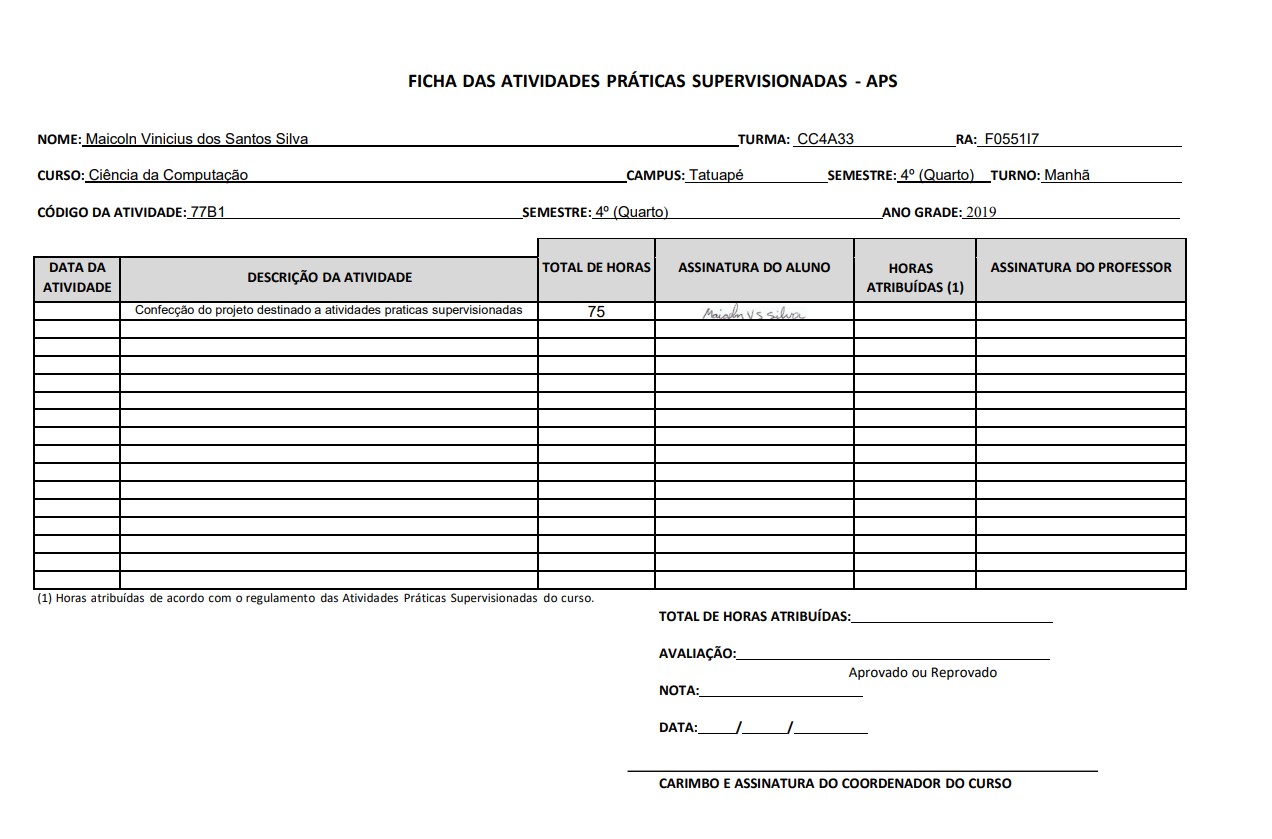 FICHA DAS ATIVIDADES PRÁTICAS SUPERVISIONADAS - APS
NOME: Maicoln Vinicius dos Santos Silva TURMA: CC4A33 RA: F0551I7
CURSO: Ciência da Computação CAMPUS: Tatuapé SEMESTRE: 4º (Quarto) TURNO: Manhã
CÓDIGO DA ATIVIDADE: 77B1 SEMESTRE: 4º (Quarto) ANO GRADE: 2019
DATA DA ATIVIDADE DESCRIÇÃO DA ATIVIDADE TOTAL DE HORAS ASSINATURA DO ALUNO HORAS ATRIBUÍDAS (1) ASSINATURA DO PROFESSOR
Confecção do projeto destinado a atividades praticas supervisionadas 75 Maicoln V S Silva
(1) Horas atribuídas de acordo com o regulamento das Atividades Práticas Supervisionadas do curso.
TOTAL DE HORAS ATRIBUÍDAS:
AVALIAÇÃO:
Aprovado ou Reprovado
NOTA:
DATA: / /
CARIMBO E ASSINATURA DO COORDENADOR DO CURSO